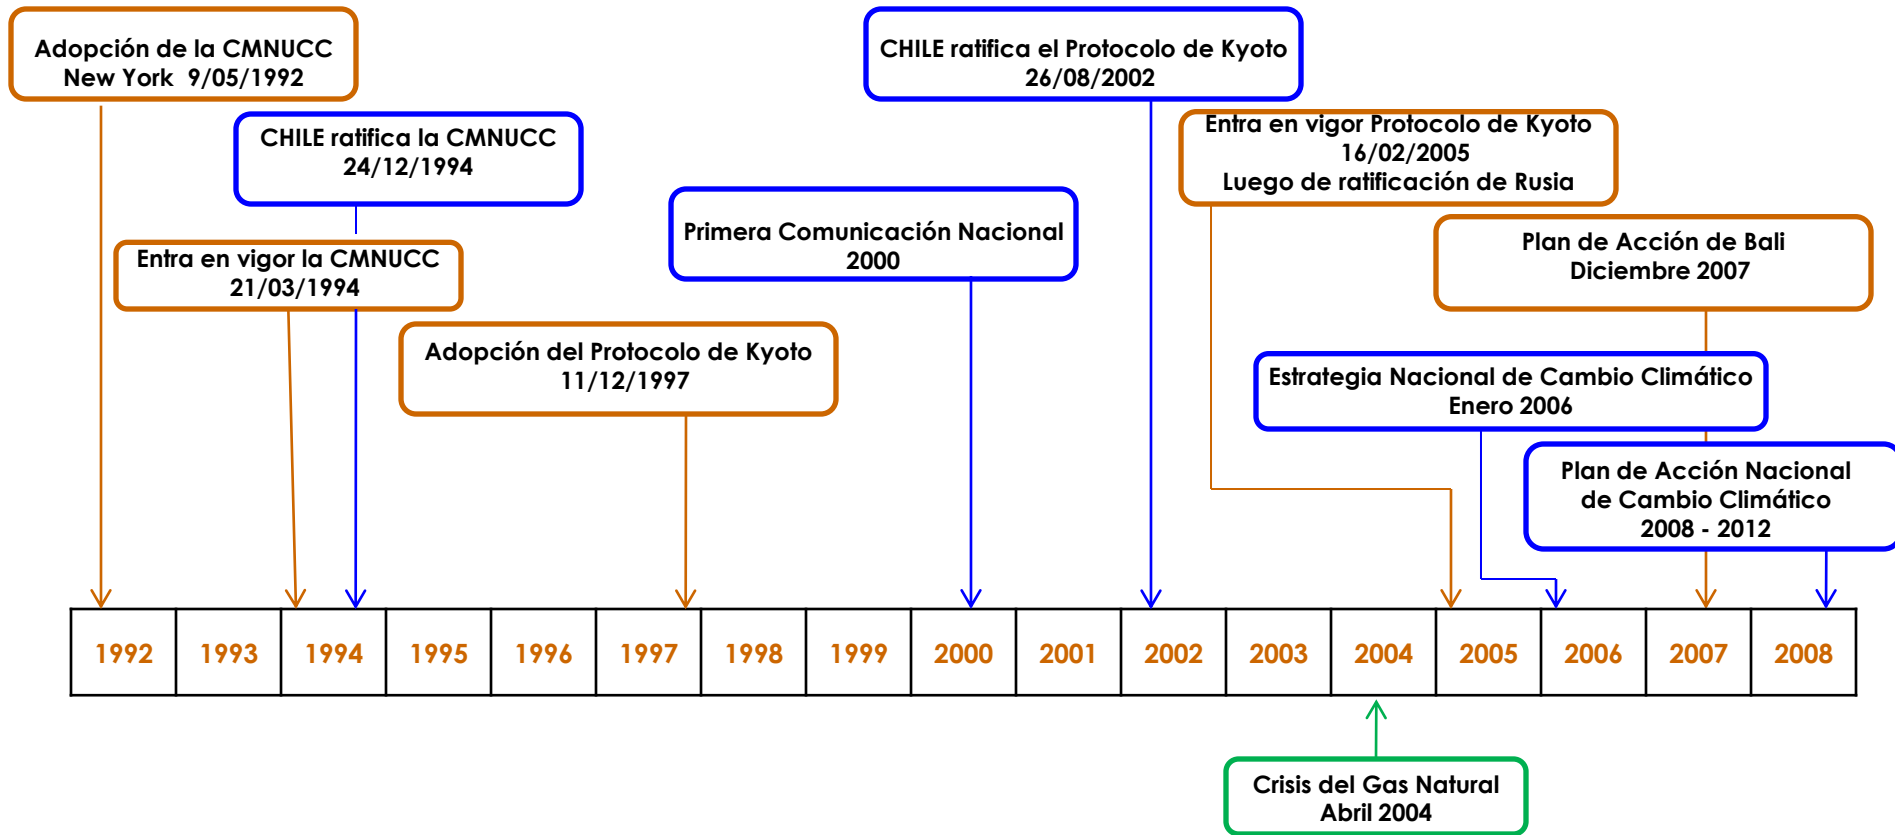 Adopción de la CMNUCC
New York 9/05/1992
CHILE ratifica la CMNUCC
24/12/1994
Entra en vigor la CMNUCC
21/03/1994
Adopción del Protocolo de Kyoto
11/12/1997
Primera Comunicación Nacional
2000
CHILE ratifica el Protocolo de Kyoto
26/08/2002
Entra en vigor Protocolo de Kyoto
16/02/2005
Luego de ratificación de Rusia
Plan de Acción de Bali
Diciembre 2007
Estrategia Nacional de Cambio Climático
Enero 2006
Plan de Acción Nacional
de Cambio Climático
2008 - 2012
1992 1993 1994 1995 1996 1997 1998 1999 2000 2001 2002 2003 2004 2005 2006 2007 2008
Crisis del Gas Natural
Abril 2004